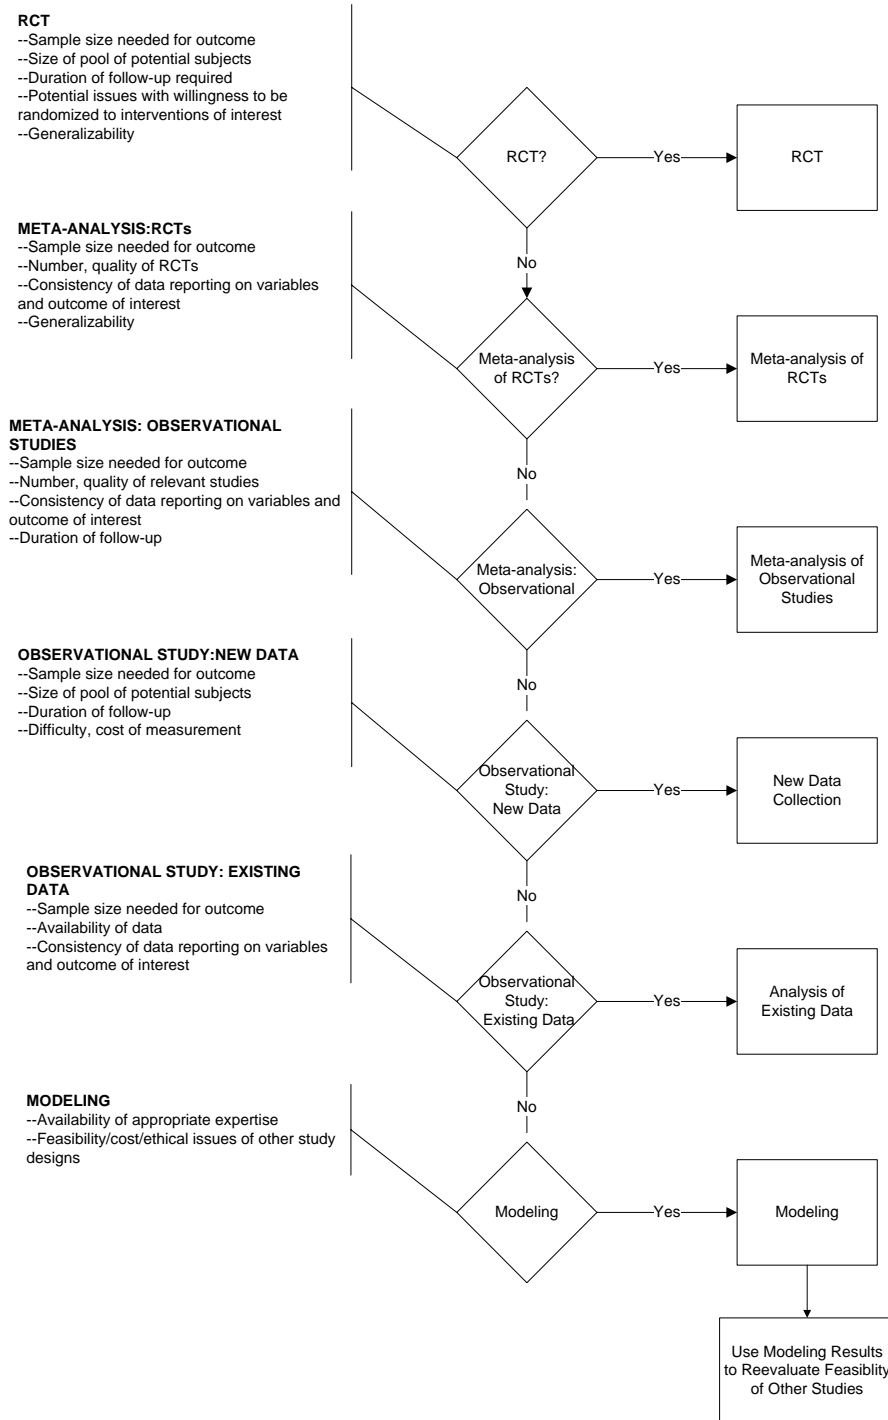 RCT
--Sample size needed for outcome
--Size of pool of potential subjects
--Duration of follow-up required
--Potential issues with willingness to be
randomized to interventions of interest
--Generalizability
RCT?
Yes
RCT
No
META-ANALYSIS:RCTs
--Sample size needed for outcome
--Number, quality of RCTs
--Consistency of data reporting on variables
and outcome of interest
--Generalizability
Meta-analysis
of RCTs?
Yes
Meta-analysis of
RCTs
No
META-ANALYSIS: OBSERVATIONAL
STUDIES
--Sample size needed for outcome
--Number, quality of relevant studies
--Consistency of data reporting on variables and
outcome of interest
--Duration of follow-up
Meta-analysis:
Observational
Yes
Meta-analysis of
Observational
Studies
No
OBSERVATIONAL STUDY:NEW DATA
--Sample size needed for outcome
--Size of pool of potential subjects
--Duration of follow-up
--Difficulty, cost of measurement
Observational
Study:
New Data
Yes
New Data
Collection
No
OBSERVATIONAL STUDY: EXISTING
DATA
--Sample size needed for outcome
--Availability of data
--Consistency of data reporting on variables
and outcome of interest
Observational
Study:
Existing Data
Yes
Analysis of
Existing Data
No
MODELING
--Availability of appropriate expertise
--Feasibility/cost/ethical issues of other study
designs
Modeling
Yes
Modeling
Use Modeling Results
to Reevaluate Feasiblity
of Other Studies